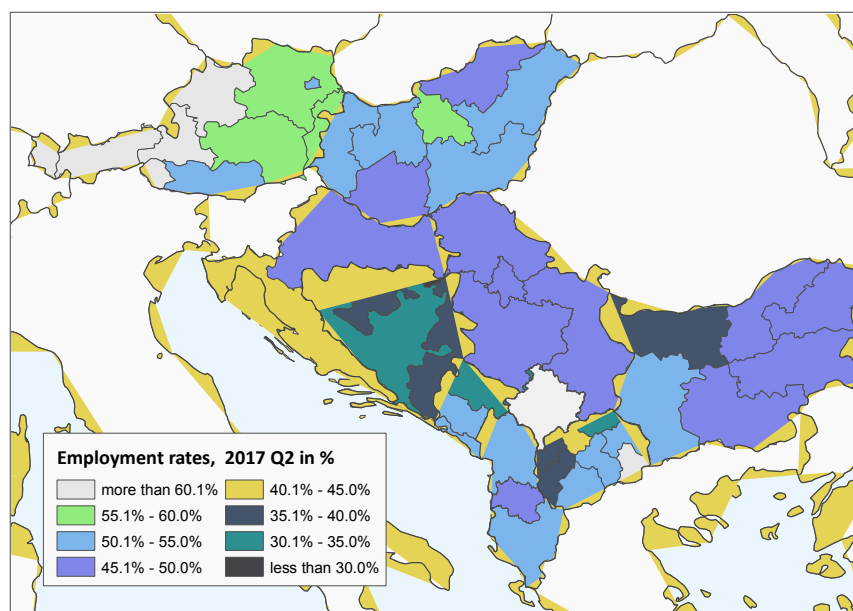 Employment rates, 2017 Q2 in %
more than 60.1%
55.1% - 60.0%
50.1% - 55.0%
45.1% - 50.0%
40.1% - 45.0%
35.1% - 40.0%
30.1% - 35.0%
less than 30.0%